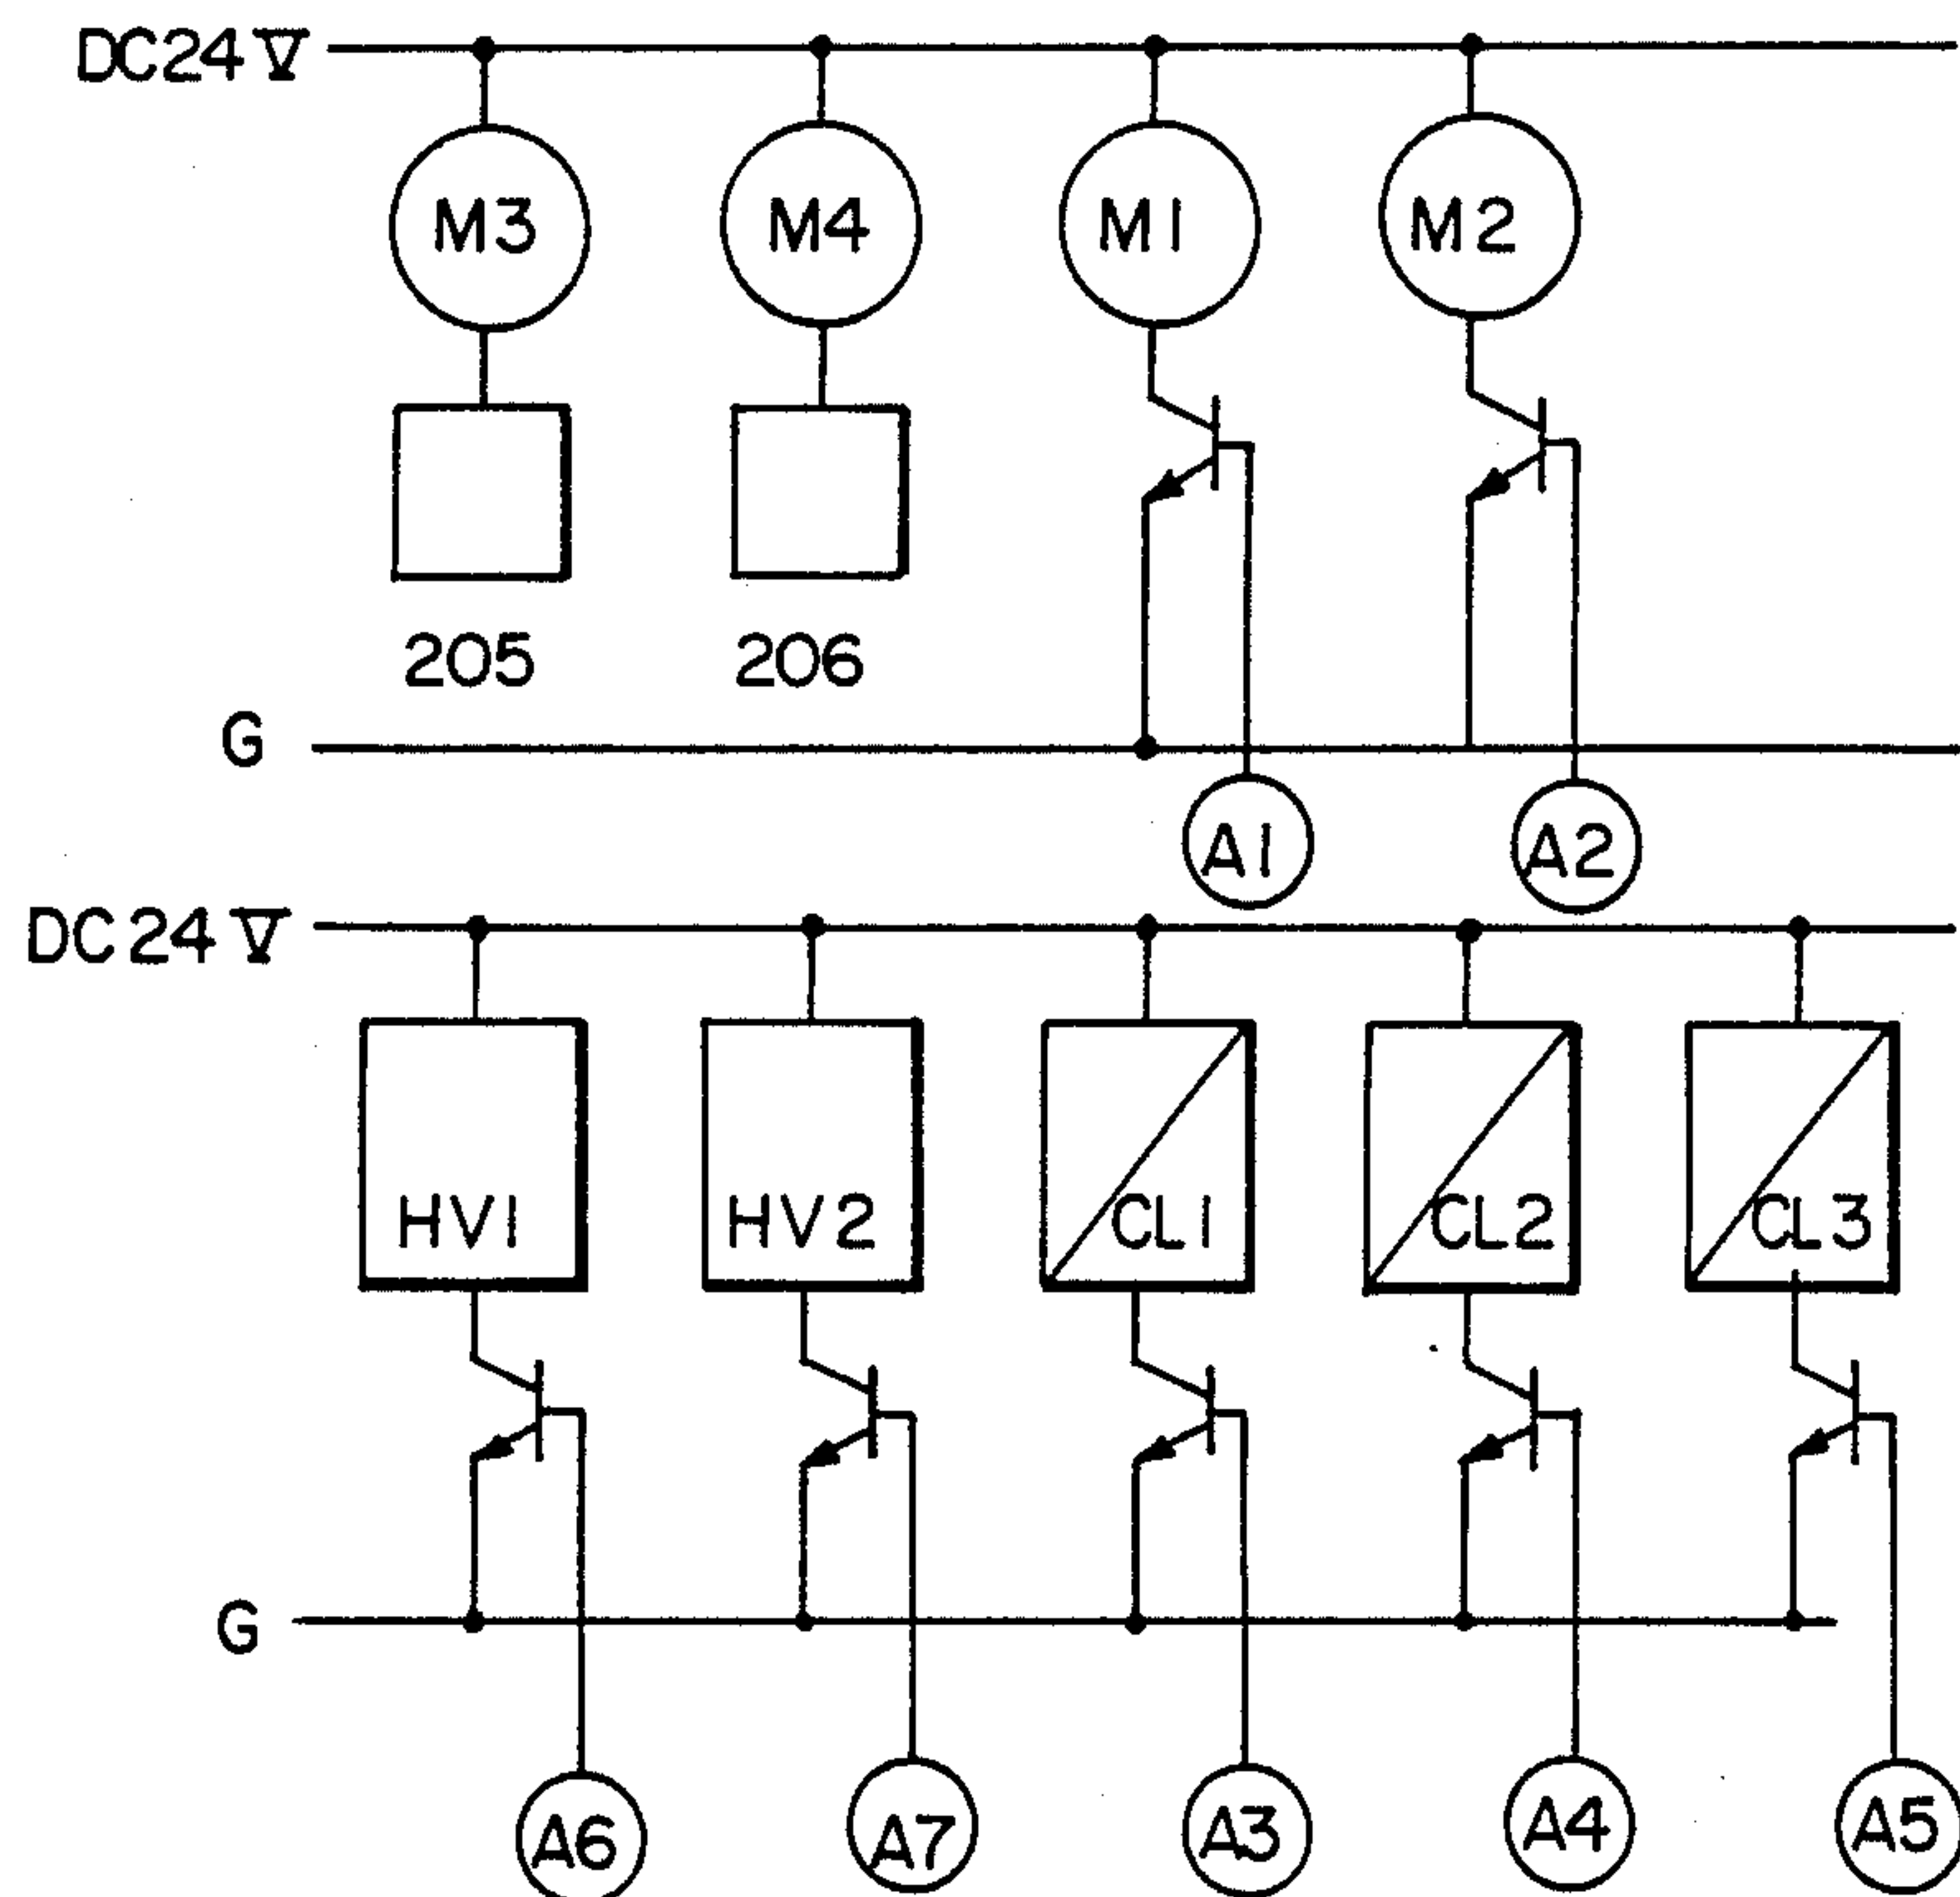 DC24V
M3 M4 M1 M2
205 206
G
A1 A2
DC24V
HV1 HV2 CL1 CL2 CL3
G
A6 A7 A3 A4 A5